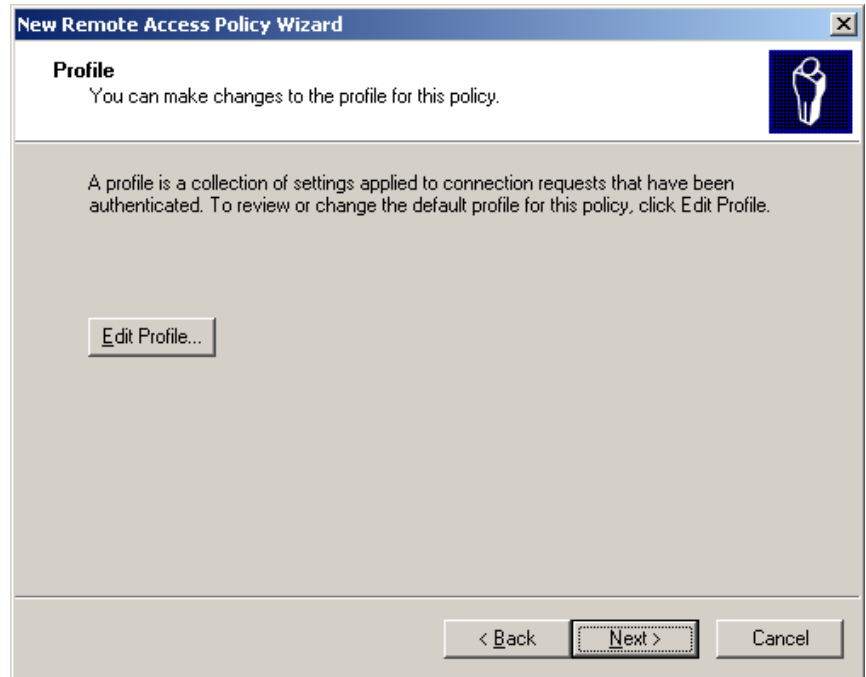 New Remote Access Policy Wizard
Profile
You can make changes to the profile for this policy.
A profile is a collection of settings applied to connection requests that have been
authenticated. To review or change the default profile for this policy, click Edit Profile.
Edit Profile...
< Back
Next >
Cancel